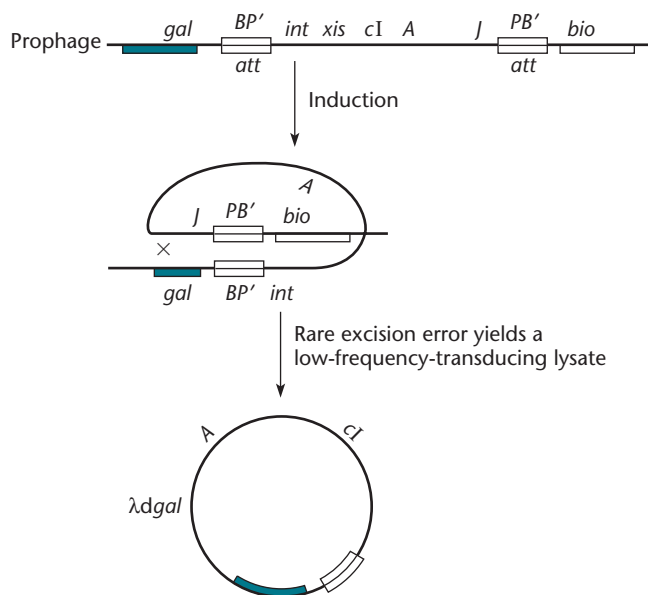 Prophage gal BP′ int xis cI A J PB′ bio
att att
Induction
A
J PB′ bio
×
gal BP′ int
Rare excision error yields a
low-frequency-transducing lysate
A cI
λdgal